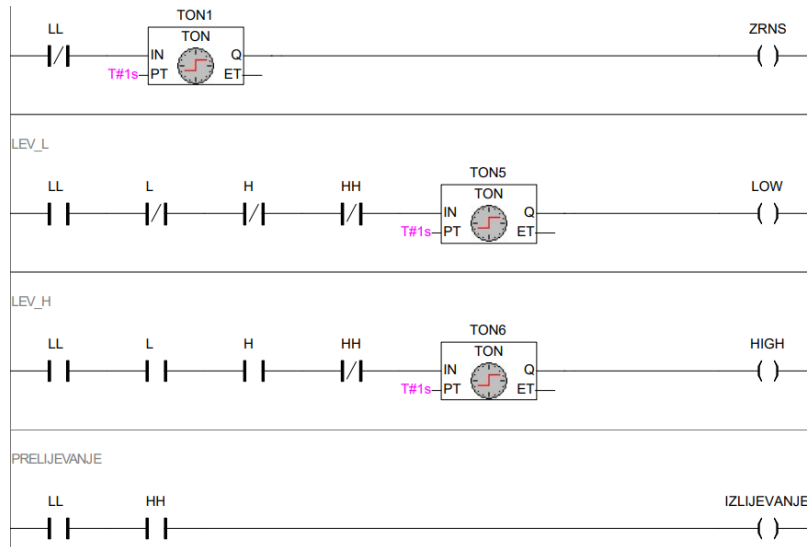 TON1
LL TON ZRNS
IN Q
T#1s PT ET
LEV_L
TON5
LL L H HH TON LOW
IN Q
T#1s PT ET
LEV_H
TON6
LL L H HH TON HIGH
IN Q
T#1s PT ET
PRELIJEVANJE
LL HH IZLIJEVANJE